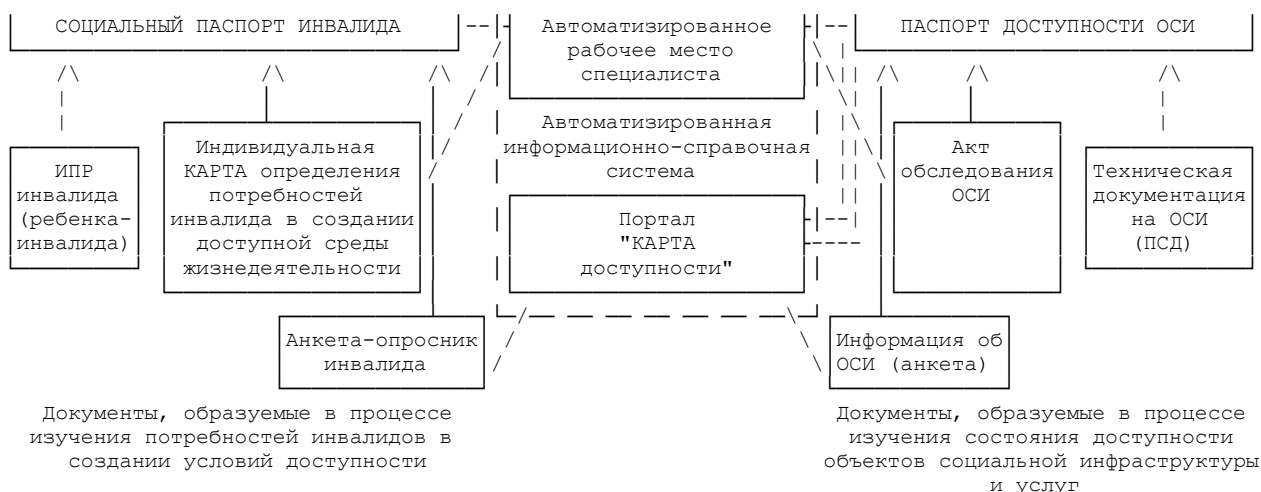 СОЦИАЛЬНЫЙ ПАСПОРТ ИНВАЛИДА
Автоматизированное
рабочее место
специалиста
ПАСПОРТ ДОСТУПНОСТИ ОСИ
Автоматизированная
информационно-справочная
система
ИПР
инвалида
(ребенка-
инвалида)
Индивидуальная
КАРТА определения
потребностей
инвалида в создании
доступной среды
жизнедеятельности
Портал
"КАРТА
доступности"
Акт
обследования
ОСИ
Техническая
документация
на ОСИ
(ПСД)
Анкета-опросник
инвалида
Информация об
ОСИ (анкета)
Документы, образуемые в процессе
изучения потребностей инвалидов в
создании условий доступности
Документы, образуемые в процессе
изучения состояния доступности
объектов социальной инфраструктуры
и услуг